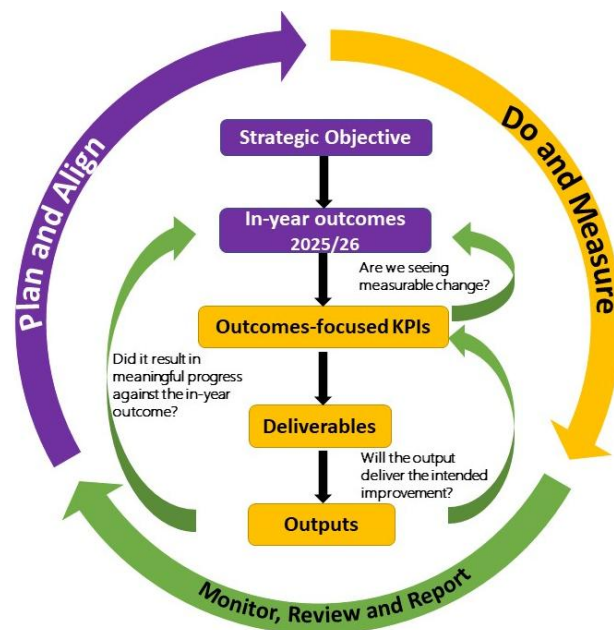 Plan and Align
Do and Measure
Strategic Objective
In-year outcomes
2025/26
Are we seeing
measurable change?
Outcomes-focused KPIs
Did it result in
meaningful progress
against the in-year
outcome?
Deliverables
Will the output
deliver the intended
improvement?
Outputs
Monitor, Review and Report